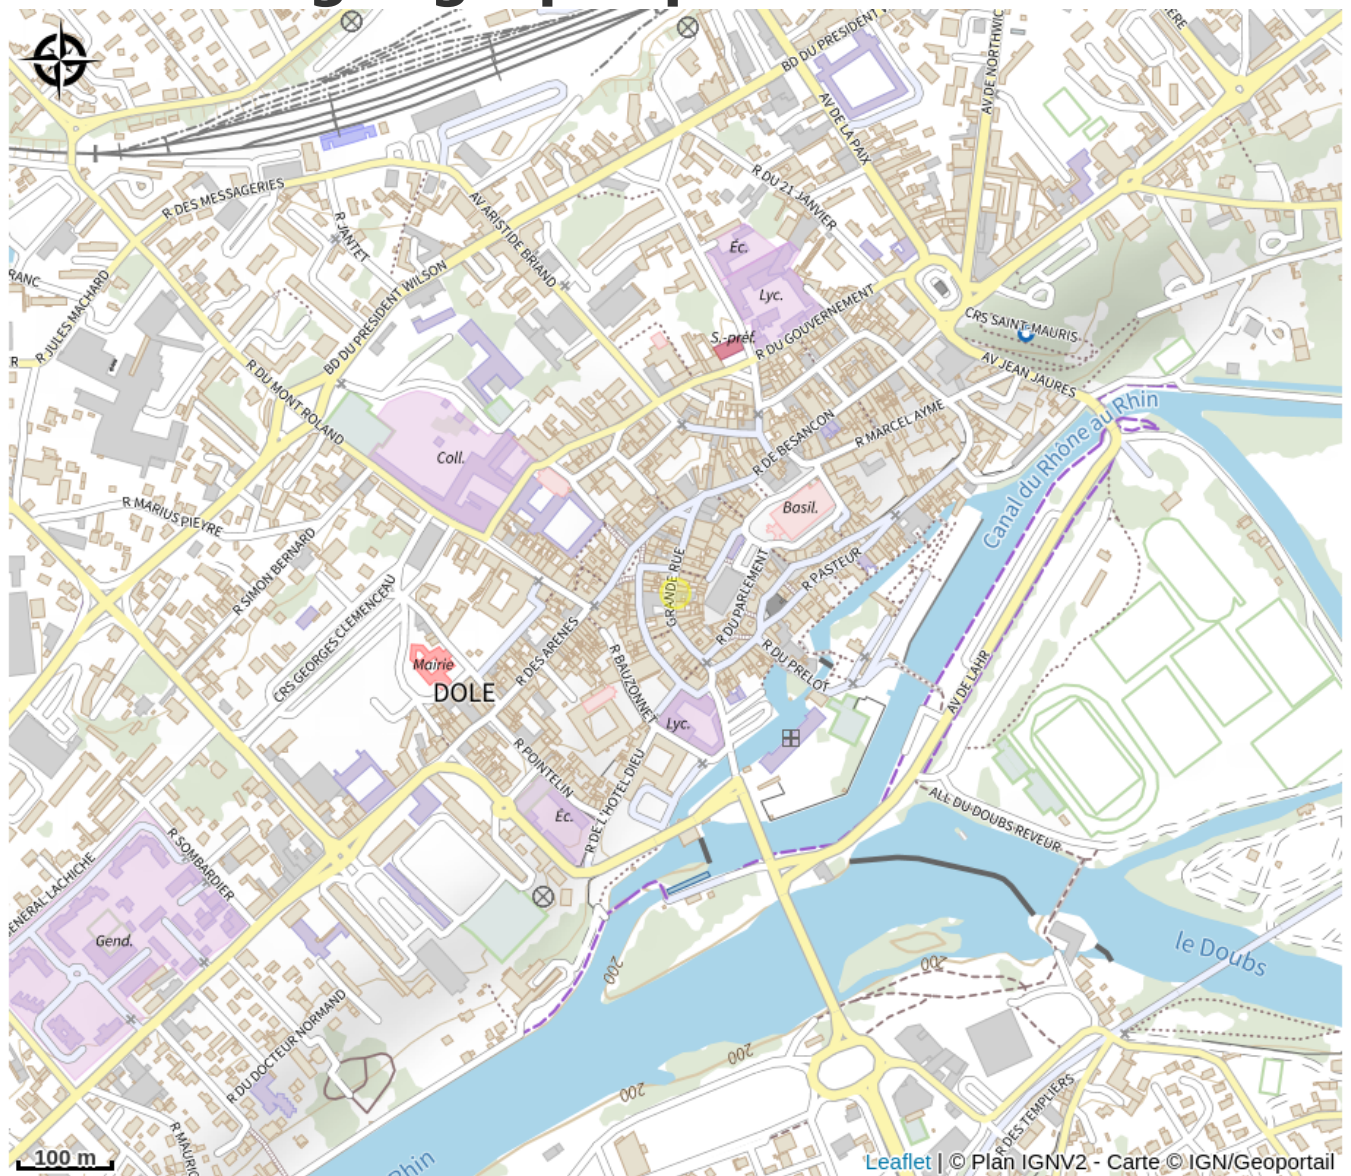 BD DU PRESIDENT
AV DE NORTHWIC
AV DE LA PAIX
R DU 21 JANVIER
R DES MESSAGERIES
R JANTET
AV ARISTIDE BRIAND
Éc.
Lyc.
RANC
R JULES MACHARD
BD DU PRESIDENT WILSON
S.-préf.
R DU GOUVERNEMENT
CRS SAINT-MAURIS
AV JEAN JAURES
R
R DU MONT ROLAND
Coll.
R DE BESANCON
R MARCEL AYME
Canal du Rhône au Rhin
R MARIUS PIEYRE
Basil.
R SIMON BERNARD
GRANDE RUE
R DU PARLEMENT
R PASTEUR
CRS GEORGES CLEMENCEAU
R DES ARENES
R BAUZONNET
R DU PRELOT
Mairie
DOLE
AV DE LAHR
Lyc.
R POINTELIN
R DE L'HOTEL-DIEU
Éc.
ALL DU DOUBS REVEUR
R SOMBARDIER
ENERAL LACHICHE
Gend.
le Doubs
200
200
200
200
R DU DOCTEUR NORMAND
R DES TEMPLIERS
R MAURIC
Rhin
100 m
Leaflet | © Plan IGNV2 - Carte © IGN/Geoportail